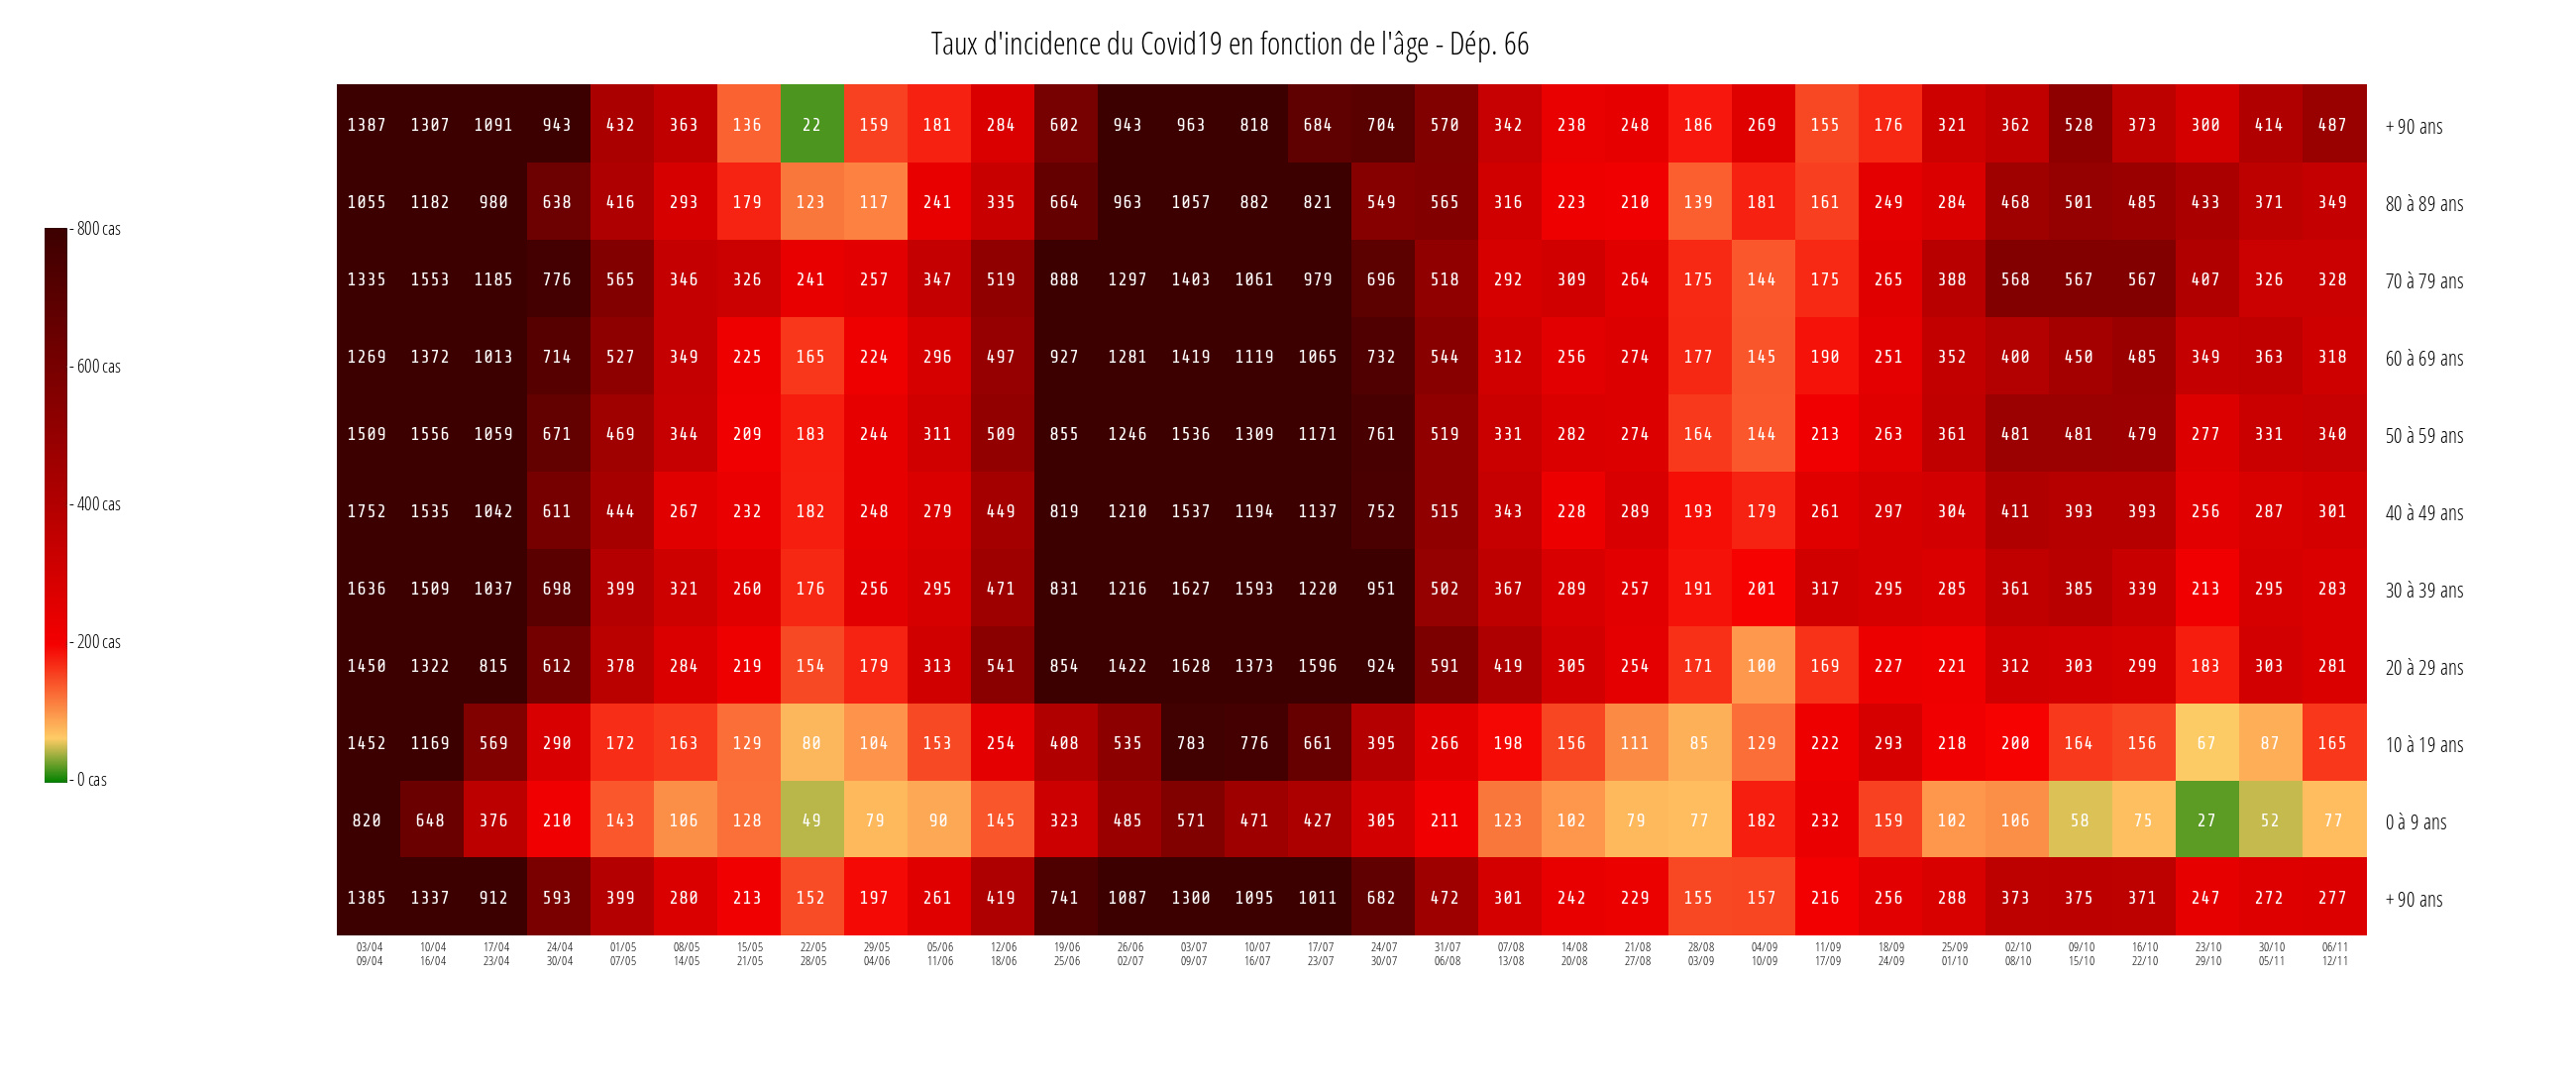 Taux d'incidence du Covid19 en fonction de l'âge - Dép. 66
- 800 cas
- 600 cas
- 400 cas
- 200 cas
- 0 cas
1387 1307 1091 943 432 363 136 22 159 181 284 602 943 963 818 684 704 570 342 238 248 186 269 155 176 321 362 528 373 300 414 487 + 90 ans
1055 1182 980 638 416 293 179 123 117 241 335 664 963 1057 882 821 549 565 316 223 210 139 181 161 249 284 468 501 485 433 371 349 80 à 89 ans
1335 1553 1185 776 565 346 326 241 257 347 519 888 1297 1403 1061 979 696 518 292 309 264 175 144 175 265 388 568 567 567 407 326 328 70 à 79 ans
1269 1372 1013 714 527 349 225 165 224 296 497 927 1281 1419 1119 1065 732 544 312 256 274 177 145 190 251 352 400 450 485 349 363 318 60 à 69 ans
1509 1556 1059 671 469 344 209 183 244 311 509 855 1246 1536 1309 1171 761 519 331 282 274 164 144 213 263 361 481 481 479 277 331 340 50 à 59 ans
1752 1535 1042 611 444 267 232 182 248 279 449 819 1210 1537 1194 1137 752 515 343 228 289 193 179 261 297 304 411 393 393 256 287 301 40 à 49 ans
1636 1509 1037 698 399 321 260 176 256 295 471 831 1216 1627 1593 1220 951 502 367 289 257 191 201 317 295 285 361 385 339 213 295 283 30 à 39 ans
1450 1322 815 612 378 284 219 154 179 313 541 854 1422 1628 1373 1596 924 591 419 305 254 171 100 169 227 221 312 303 299 183 303 281 20 à 29 ans
1452 1169 569 290 172 163 129 80 104 153 254 408 535 783 776 661 395 266 198 156 111 85 129 222 293 218 200 164 156 67 87 165 10 à 19 ans
820 648 376 210 143 106 128 49 79 90 145 323 485 571 471 427 305 211 123 102 79 77 182 232 159 102 106 58 75 27 52 77 0 à 9 ans
1385 1337 912 593 399 280 213 152 197 261 419 741 1087 1300 1095 1011 682 472 301 242 229 155 157 216 256 288 373 375 371 247 272 277 + 90 ans
03/04 10/04 17/04 24/04 01/05 08/05 15/05 22/05 29/05 05/06 12/06 19/06 26/06 03/07 10/07 17/07 24/07 31/07 07/08 14/08 21/08 28/08 04/09 11/09 18/09 25/09 02/10 09/10 16/10 23/10 30/10 06/11
09/04 16/04 23/04 30/04 07/05 14/05 21/05 28/05 04/06 11/06 18/06 25/06 02/07 09/07 16/07 23/07 30/07 06/08 13/08 20/08 27/08 03/09 10/09 17/09 24/09 01/10 08/10 15/10 22/10 29/10 05/11 12/11